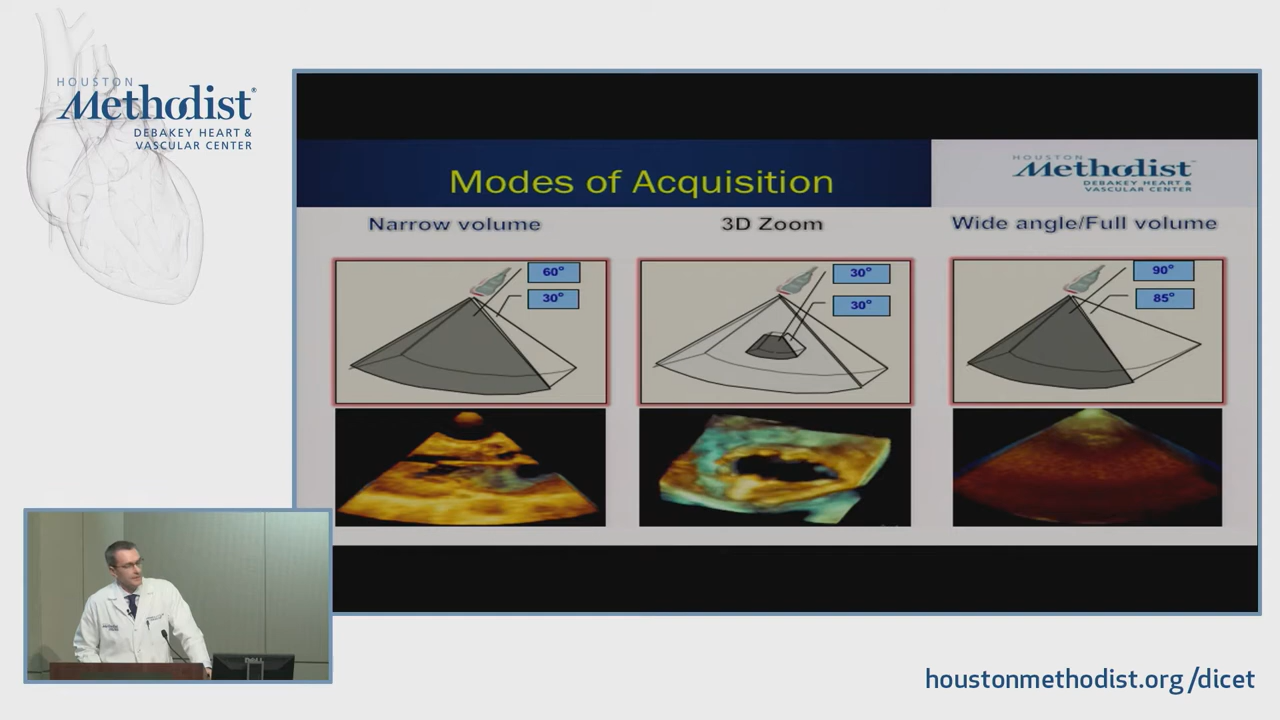 HOUSTON
Methodist®
DEBAKEY HEART &
VASCULAR CENTER
Modes of Acquisition
HOUSTON
Methodist
DEBAKEY HEART &
VASCULAR CENTER
Narrow volume
3D Zoom
Wide angle/Full volume
60°
30°
30°
30°
90°
85°
DELL
houstonmethodist.org/dicet